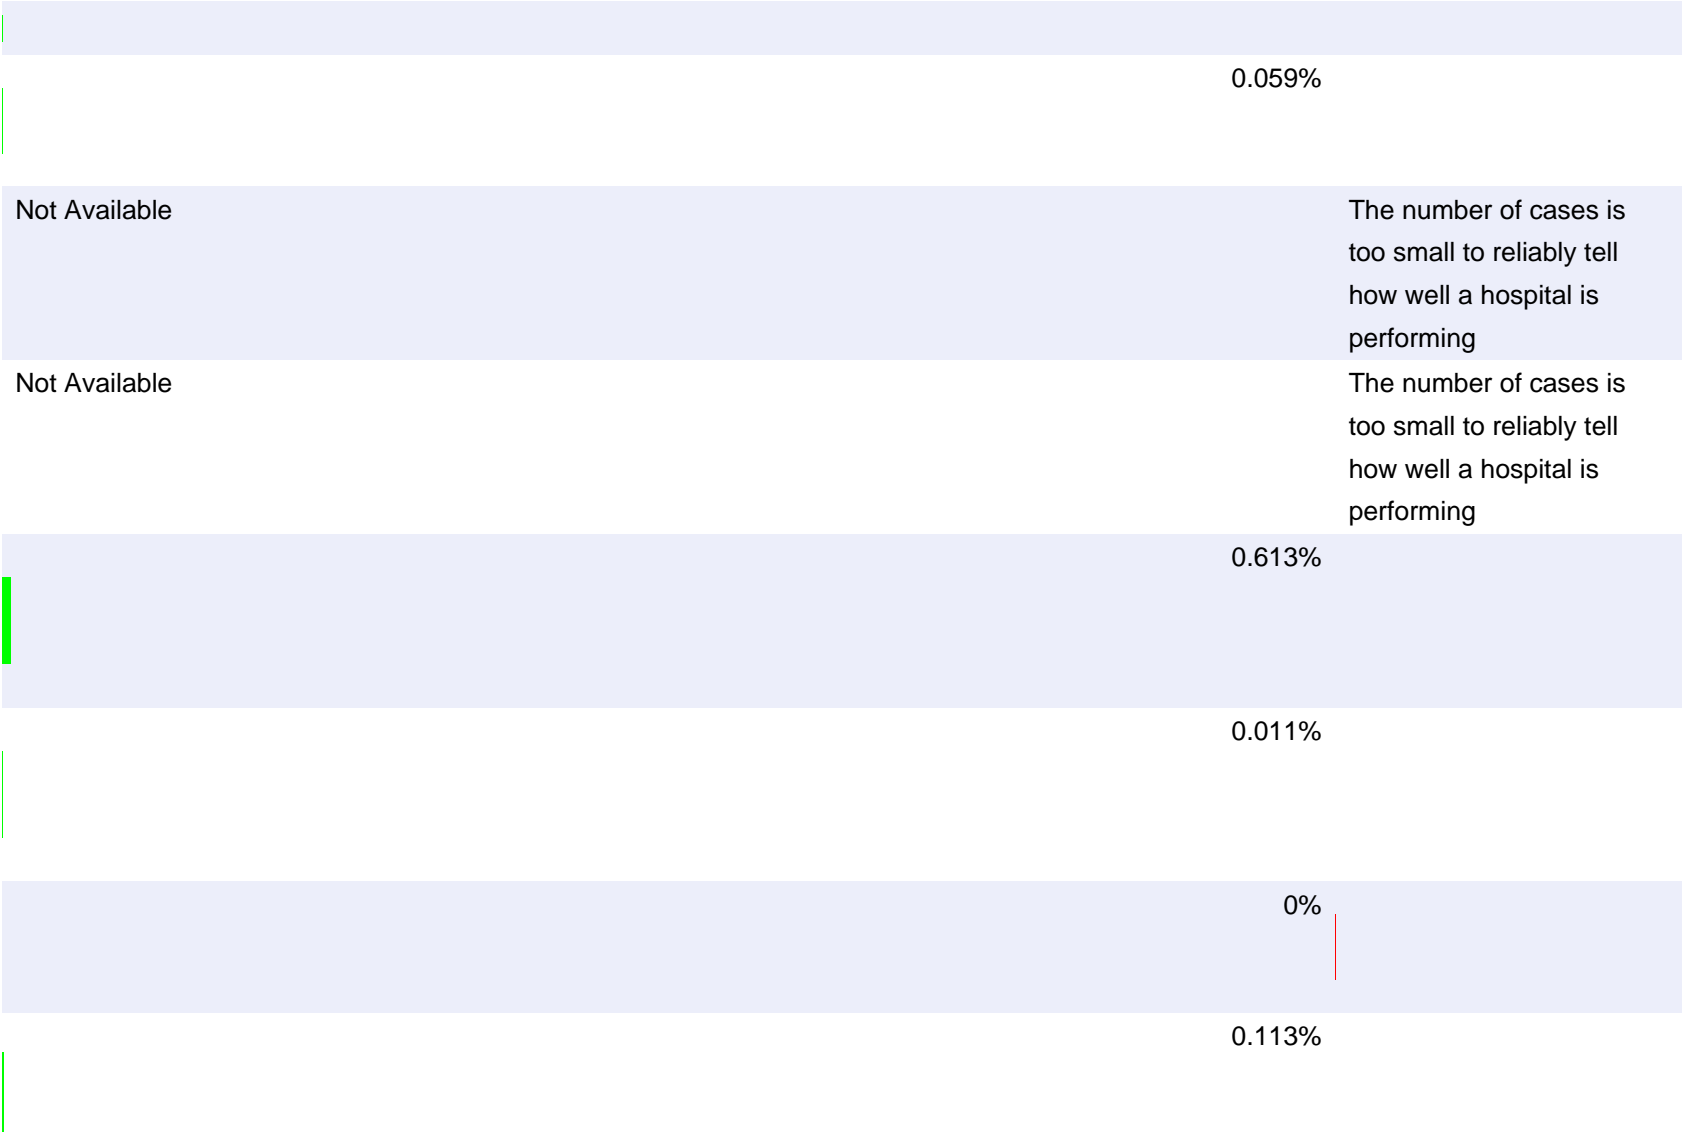 0.059%
Not Available
The number of cases is
too small to reliably tell
how well a hospital is
performing
Not Available
The number of cases is
too small to reliably tell
how well a hospital is
performing
0.613%
0.011%
0%
0.113%